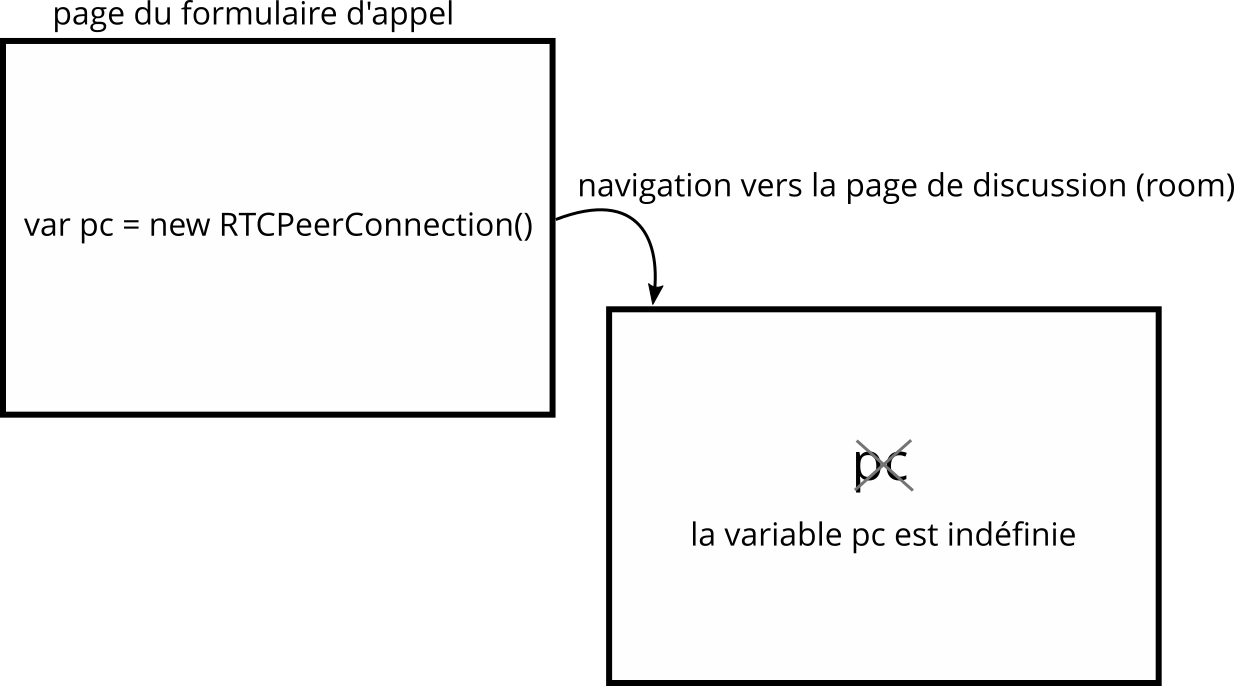 page du formulaire d'appel
navigation vers la page de discussion (room)
var pc = new RTCPeerConnection()
pc
la variable pc est indéfinie